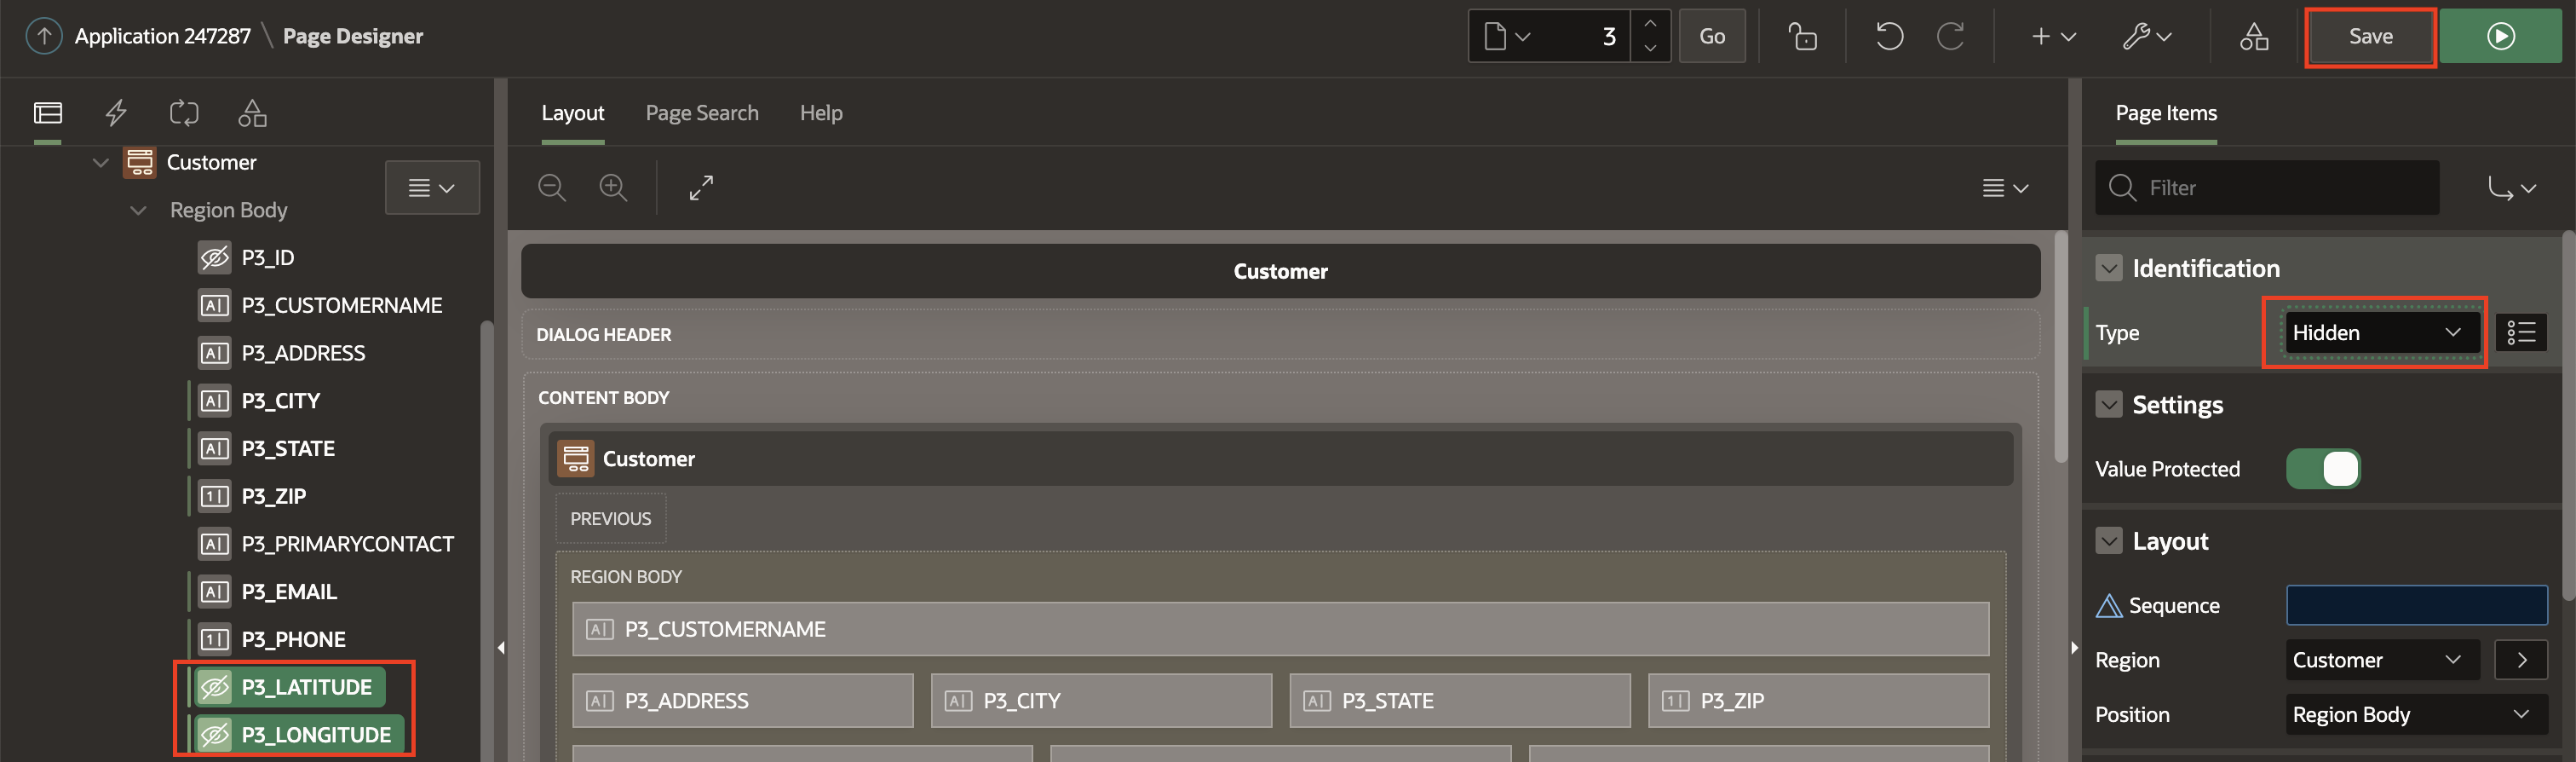 Application 247287 \ Page Designer
3
Go
Save
Customer
Region Body
P3_ID
P3_CUSTOMERNAME
P3_ADDRESS
P3_CITY
P3_STATE
P3_ZIP
P3_PRIMARYCONTACT
P3_EMAIL
P3_PHONE
P3_LATITUDE
P3_LONGITUDE
Layout Page Search Help
Customer
DIALOG HEADER
CONTENT BODY
Customer
PREVIOUS
REGION BODY
P3_CUSTOMERNAME
P3_ADDRESS P3_CITY P3_STATE P3_ZIP
Page Items
Filter
Identification
Type Hidden
Settings
Value Protected
Layout
Sequence
Region Customer
Position Region Body